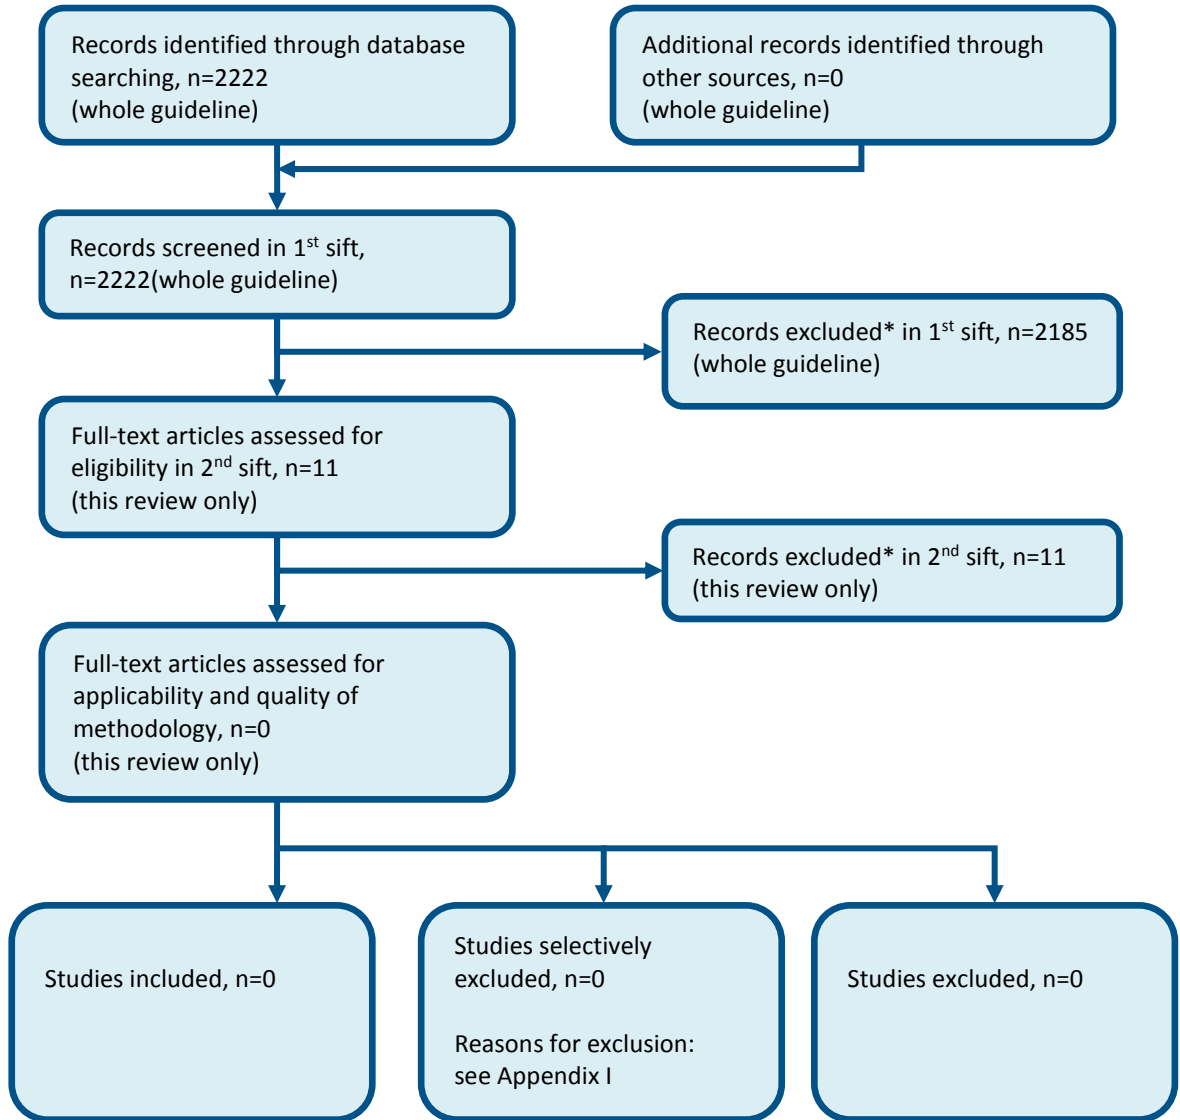 Records identified through database
searching, n=2222
(whole guideline)
Additional records identified through
other sources, n=0
(whole guideline)
Records screened in 1st sift,
n=2222(whole guideline)
Records excluded* in 1st sift, n=2185
(whole guideline)
Full-text articles assessed for
eligibility in 2nd sift, n=11
(this review only)
Records excluded* in 2nd sift, n=11
(this review only)
Full-text articles assessed for
applicability and quality of
methodology, n=0
(this review only)
Studies included, n=0
Studies selectively
excluded, n=0
Reasons for exclusion:
see Appendix I
Studies excluded, n=0